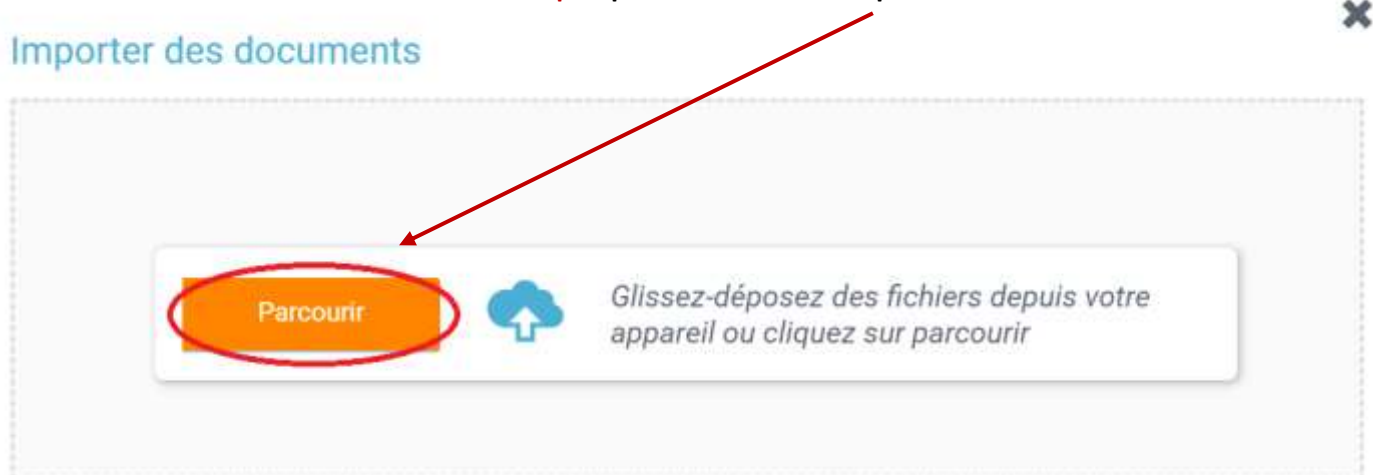 Importer des documents
Parcourir
Glissez-déposez des fichiers depuis votre
appareil ou cliquez sur parcourir